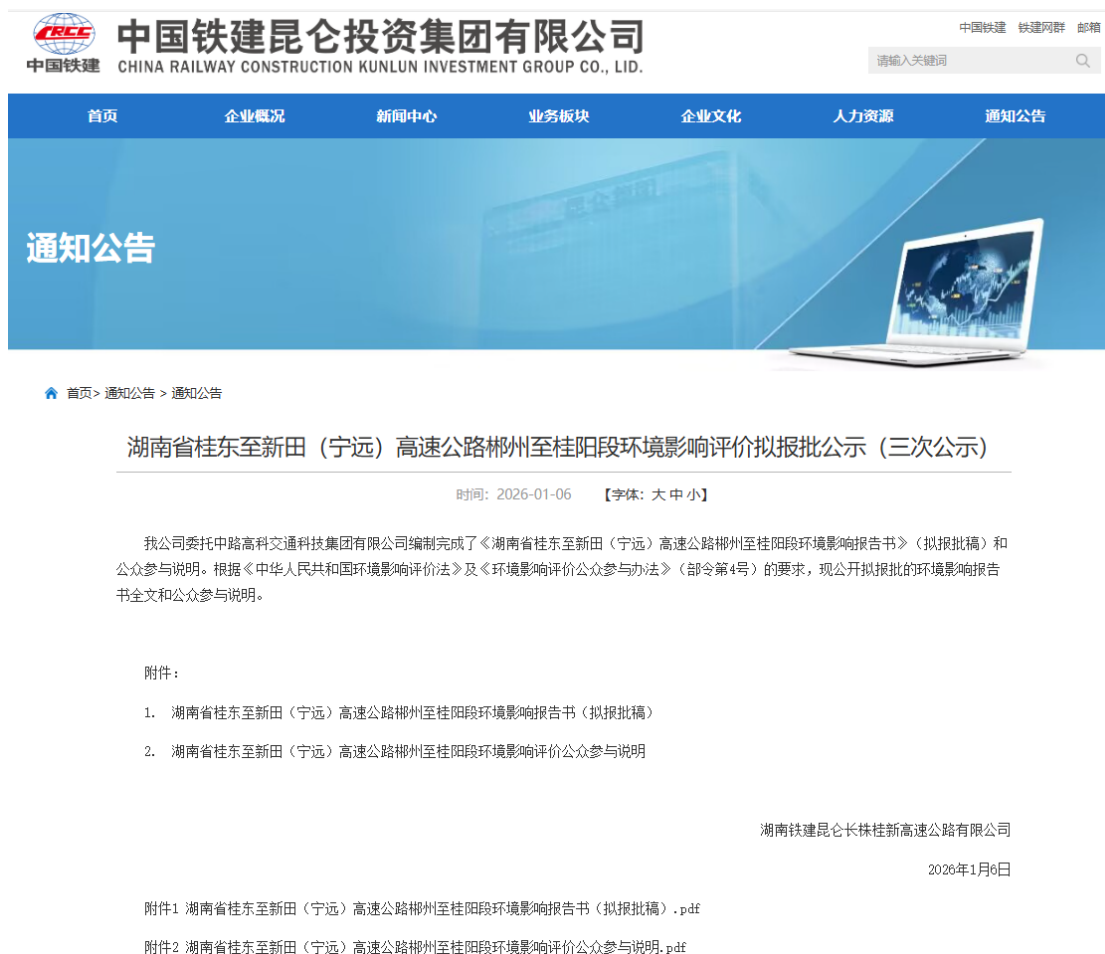 CRCC
中国铁建
中国铁建昆仑投资集团有限公司
CHINA RAILWAY CONSTRUCTION KUNLUN INVESTMENT GROUP CO., LID.
中国铁建 铁建网群 邮箱
请输入关键词
首页 企业概况 新闻中心 业务板块 企业文化 人力资源 通知公告
昆仑集团
通知公告
首页> 通知公告 > 通知公告
湖南省桂东至新田（宁远）高速公路郴州至桂阳段环境影响评价拟报批公示（三次公示）
时间：2026-01-06 【字体：大 中 小】
我公司委托中路高科交通科技集团有限公司编制完成了《湖南省桂东至新田（宁远）高速公路郴州至桂阳段环境影响报告书》（拟报批稿）和
公众参与说明。根据《中华人民共和国环境影响评价法》及《环境影响评价公众参与办法》（部令第4号）的要求，现公开拟报批的环境影响报告
书全文和公众参与说明。
附件：
1. 湖南省桂东至新田（宁远）高速公路郴州至桂阳段环境影响报告书（拟报批稿）
2. 湖南省桂东至新田（宁远）高速公路郴州至桂阳段环境影响评价公众参与说明
湖南铁建昆仑长株桂新高速公路有限公司
2026年1月6日
附件1 湖南省桂东至新田（宁远）高速公路郴州至桂阳段环境影响报告书（拟报批稿）.pdf
附件2 湖南省桂东至新田（宁远）高速公路郴州至桂阳段环境影响评价公众参与说明.pdf